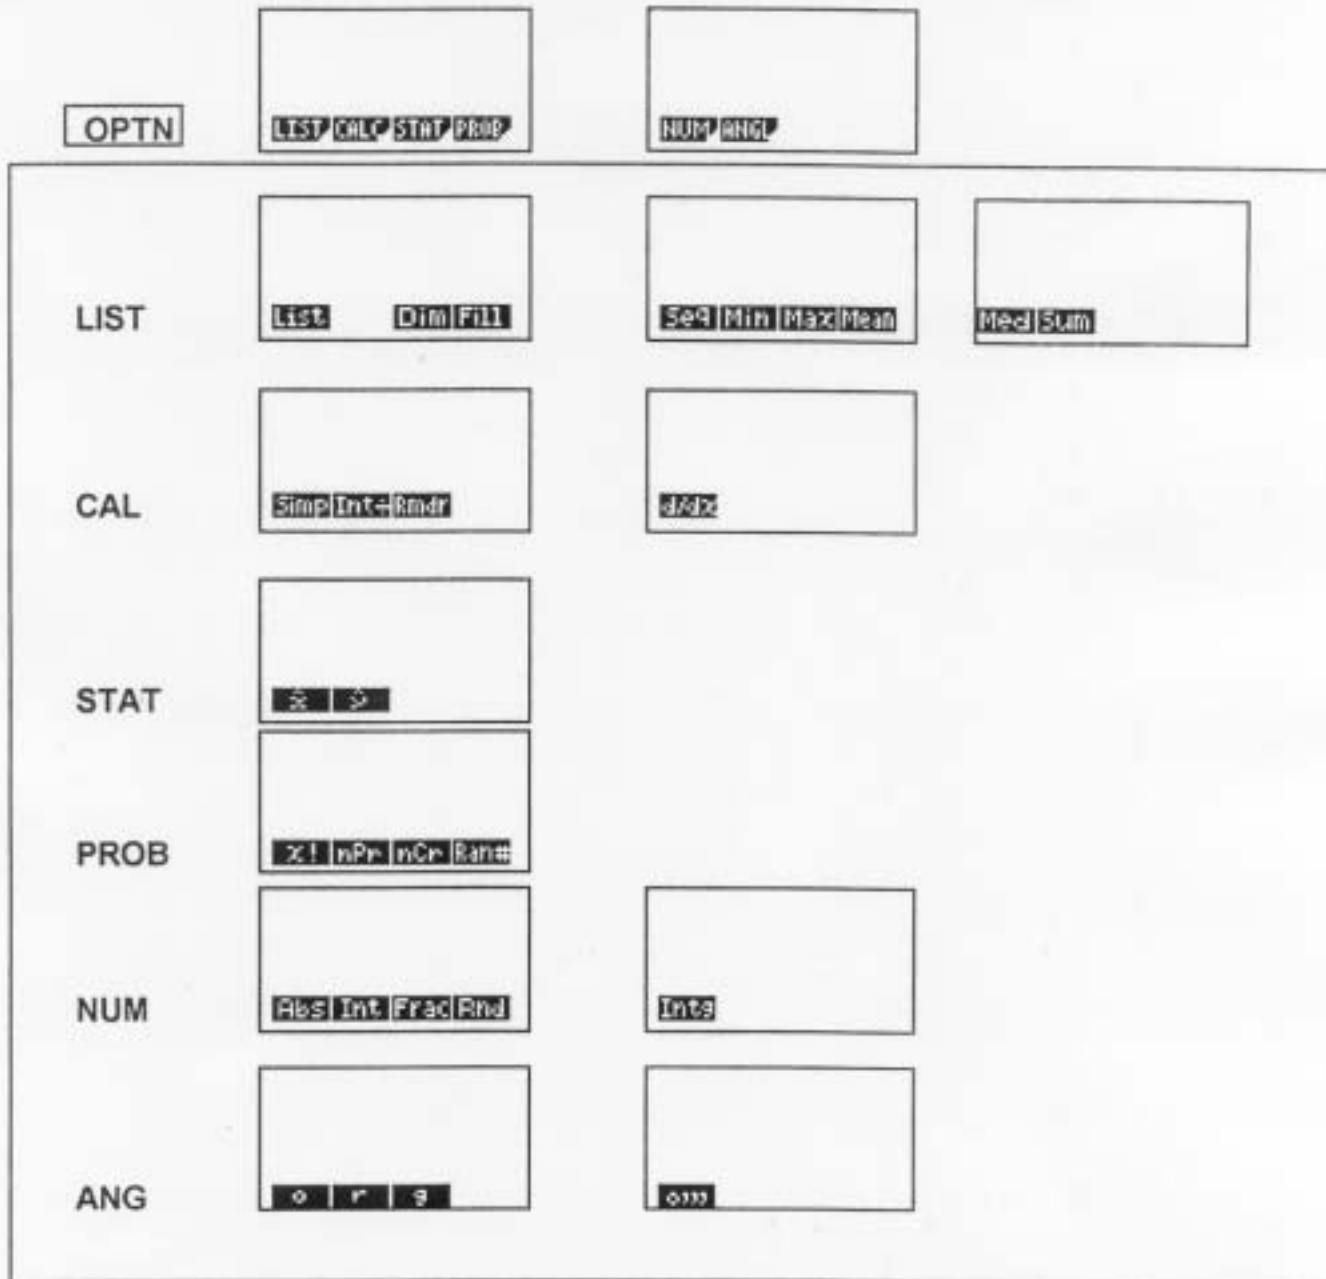 OPTN LIST CALC STAT PROB NUM ANGL
LIST List Dim Fill Seq Min Max Mean Med Sum
CAL Simp Int÷ Rmdr d/dx
STAT x̂ ŷ
PROB x! nPr nCr Ran#
NUM Abs Int Frac Rnd Intg
ANG o r g o,,,